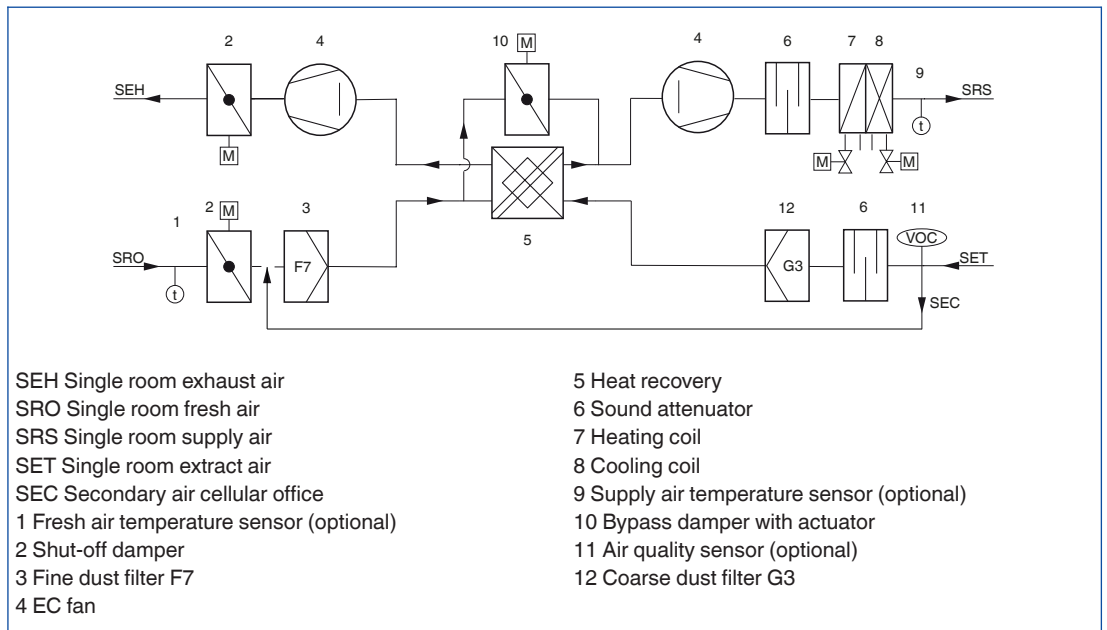 2 4 10 M 4 6 7 8
9
SEH SRS
t
M M M
2 M 3 12 6 11
1
5
VOC
SRO F7 G3 SET
t
SEC
SEH Single room exhaust air
SRO Single room fresh air
SRS Single room supply air
SET Single room extract air
SEC Secondary air cellular office
1 Fresh air temperature sensor (optional)
2 Shut-off damper
3 Fine dust filter F7
4 EC fan
5 Heat recovery
6 Sound attenuator
7 Heating coil
8 Cooling coil
9 Supply air temperature sensor (optional)
10 Bypass damper with actuator
11 Air quality sensor (optional)
12 Coarse dust filter G3